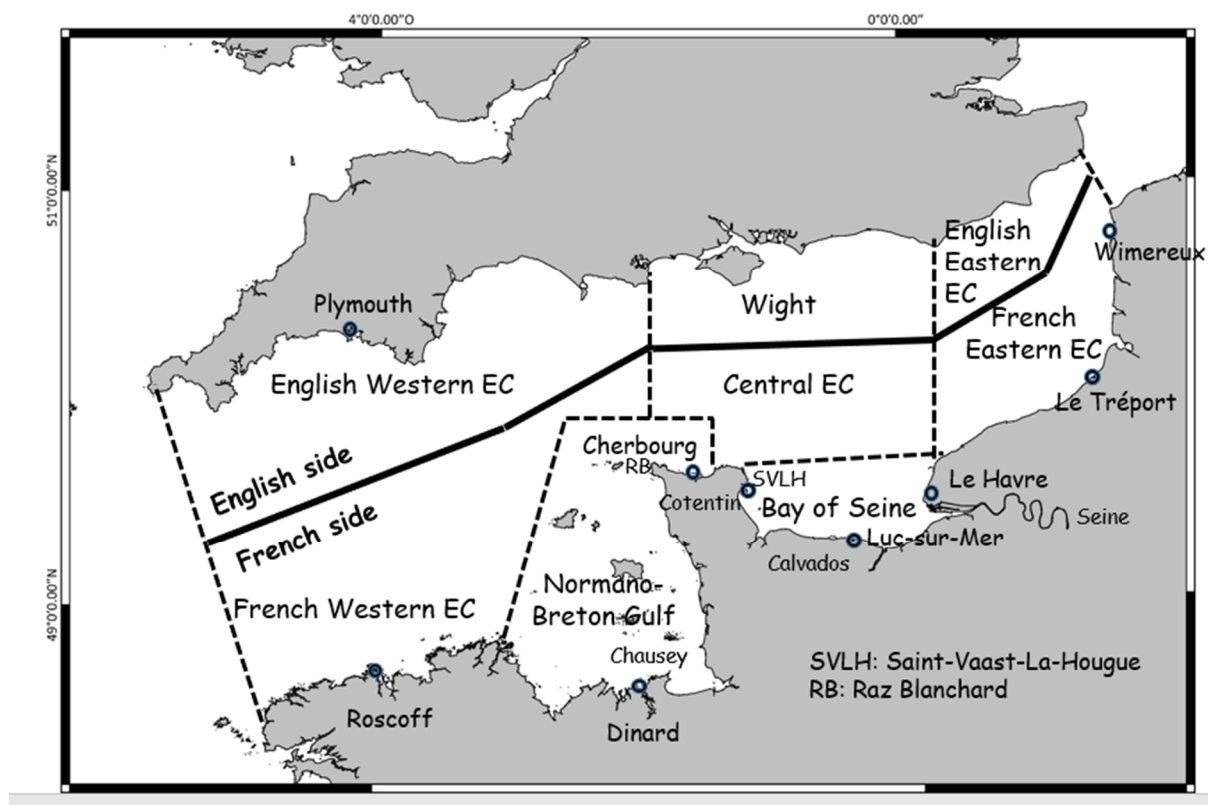 4°0'0.00"O
0°0'0.00"
51°0'0.00"N
49°0'0.00"N
English
Eastern
EC
Wimereux
Plymouth
Wight
French
Eastern EC
English Western EC
Central EC
Le Tréport
Cherbourg
RB
English side
SVLH
Le Havre
Cotentin
Bay of Seine
Seine
French side
Luc-sur-Mer
Calvados
Normano-
Breton Gulf
French Western EC
Chausey
SVLH: Saint-Vaast-La-Hougue
RB: Raz Blanchard
Roscoff
Dinard